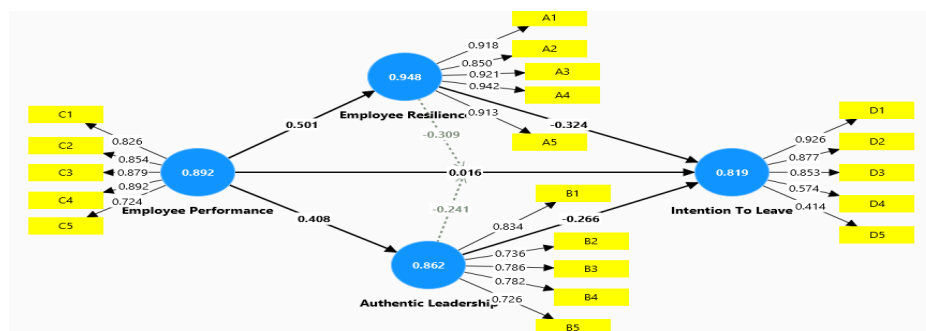 A1
0.918
A2
0.850
0.948
0.921
A3
0.942
A4
C1
0.913
D1
Employee Resilienc
-0.324
A5
0.826
0.501
-0.309
0.926
C2
D2
0.854
0.877
C3
0.879
0.892
0.016
0.819
0.853
D3
0.892
0.574
C4
0.724
B1
D4
Employee Performance
-0.241
-0.266
Intention To Leave
0.414
C5
0.408
0.834
D5
B2
0.736
0.862
0.786
B3
0.782
B4
Authentic Leadership
0.726
B5